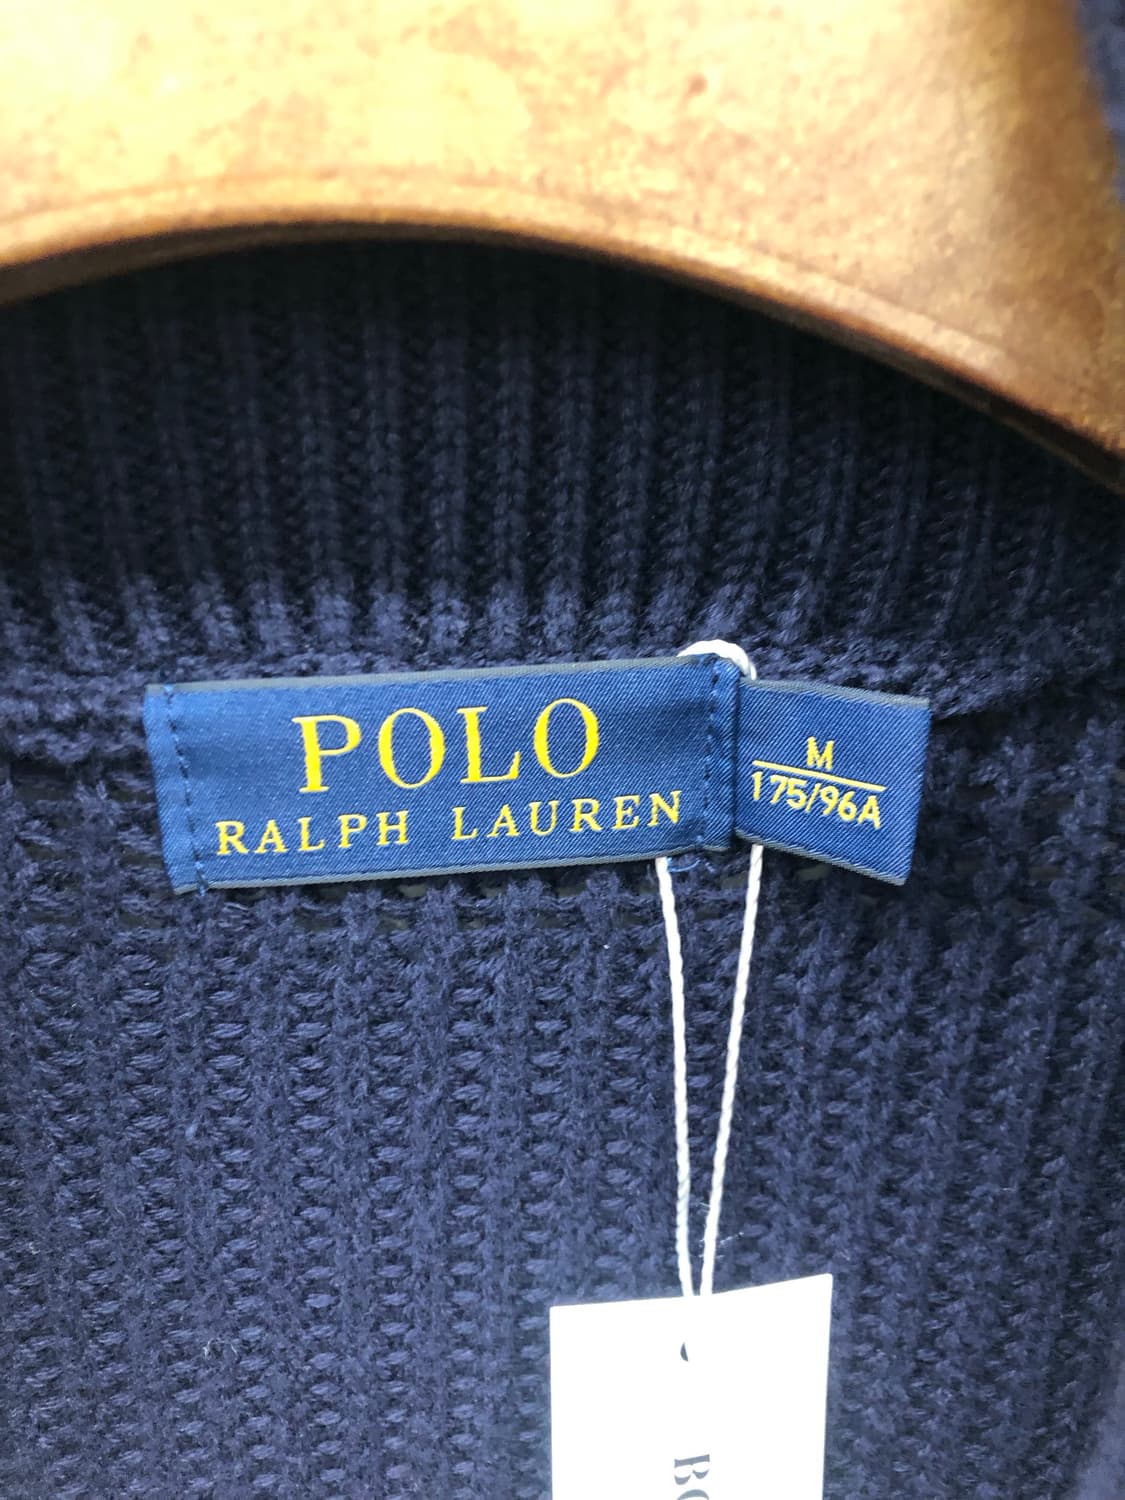 POLO
RALPH LAUREN
M
175/96A